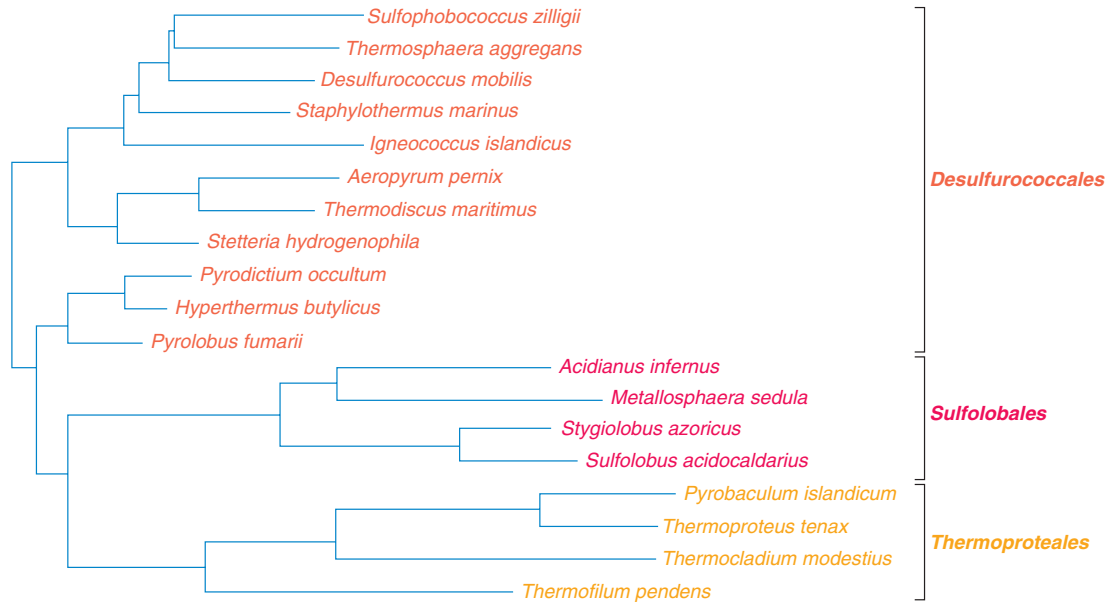 Sulfophobococcus zilligii
Thermosphaera aggregans
Desulfurococcus mobilis
Staphylothermus marinus
Igneococcus islandicus
Aeropyrum pernix
Thermodiscus maritimus
Stetteria hydrogenophila
Pyrodictium occultum
Hyperthermus butylicus
Pyrolobus fumarii
Desulfurococcales
Acidianus infernus
Metallosphaera sedula
Stygiolobus azoricus
Sulfolobus acidocaldarius
Sulfolobales
Pyrobaculum islandicum
Thermoproteus tenax
Thermocladium modestius
Thermofilum pendens
Thermoproteales